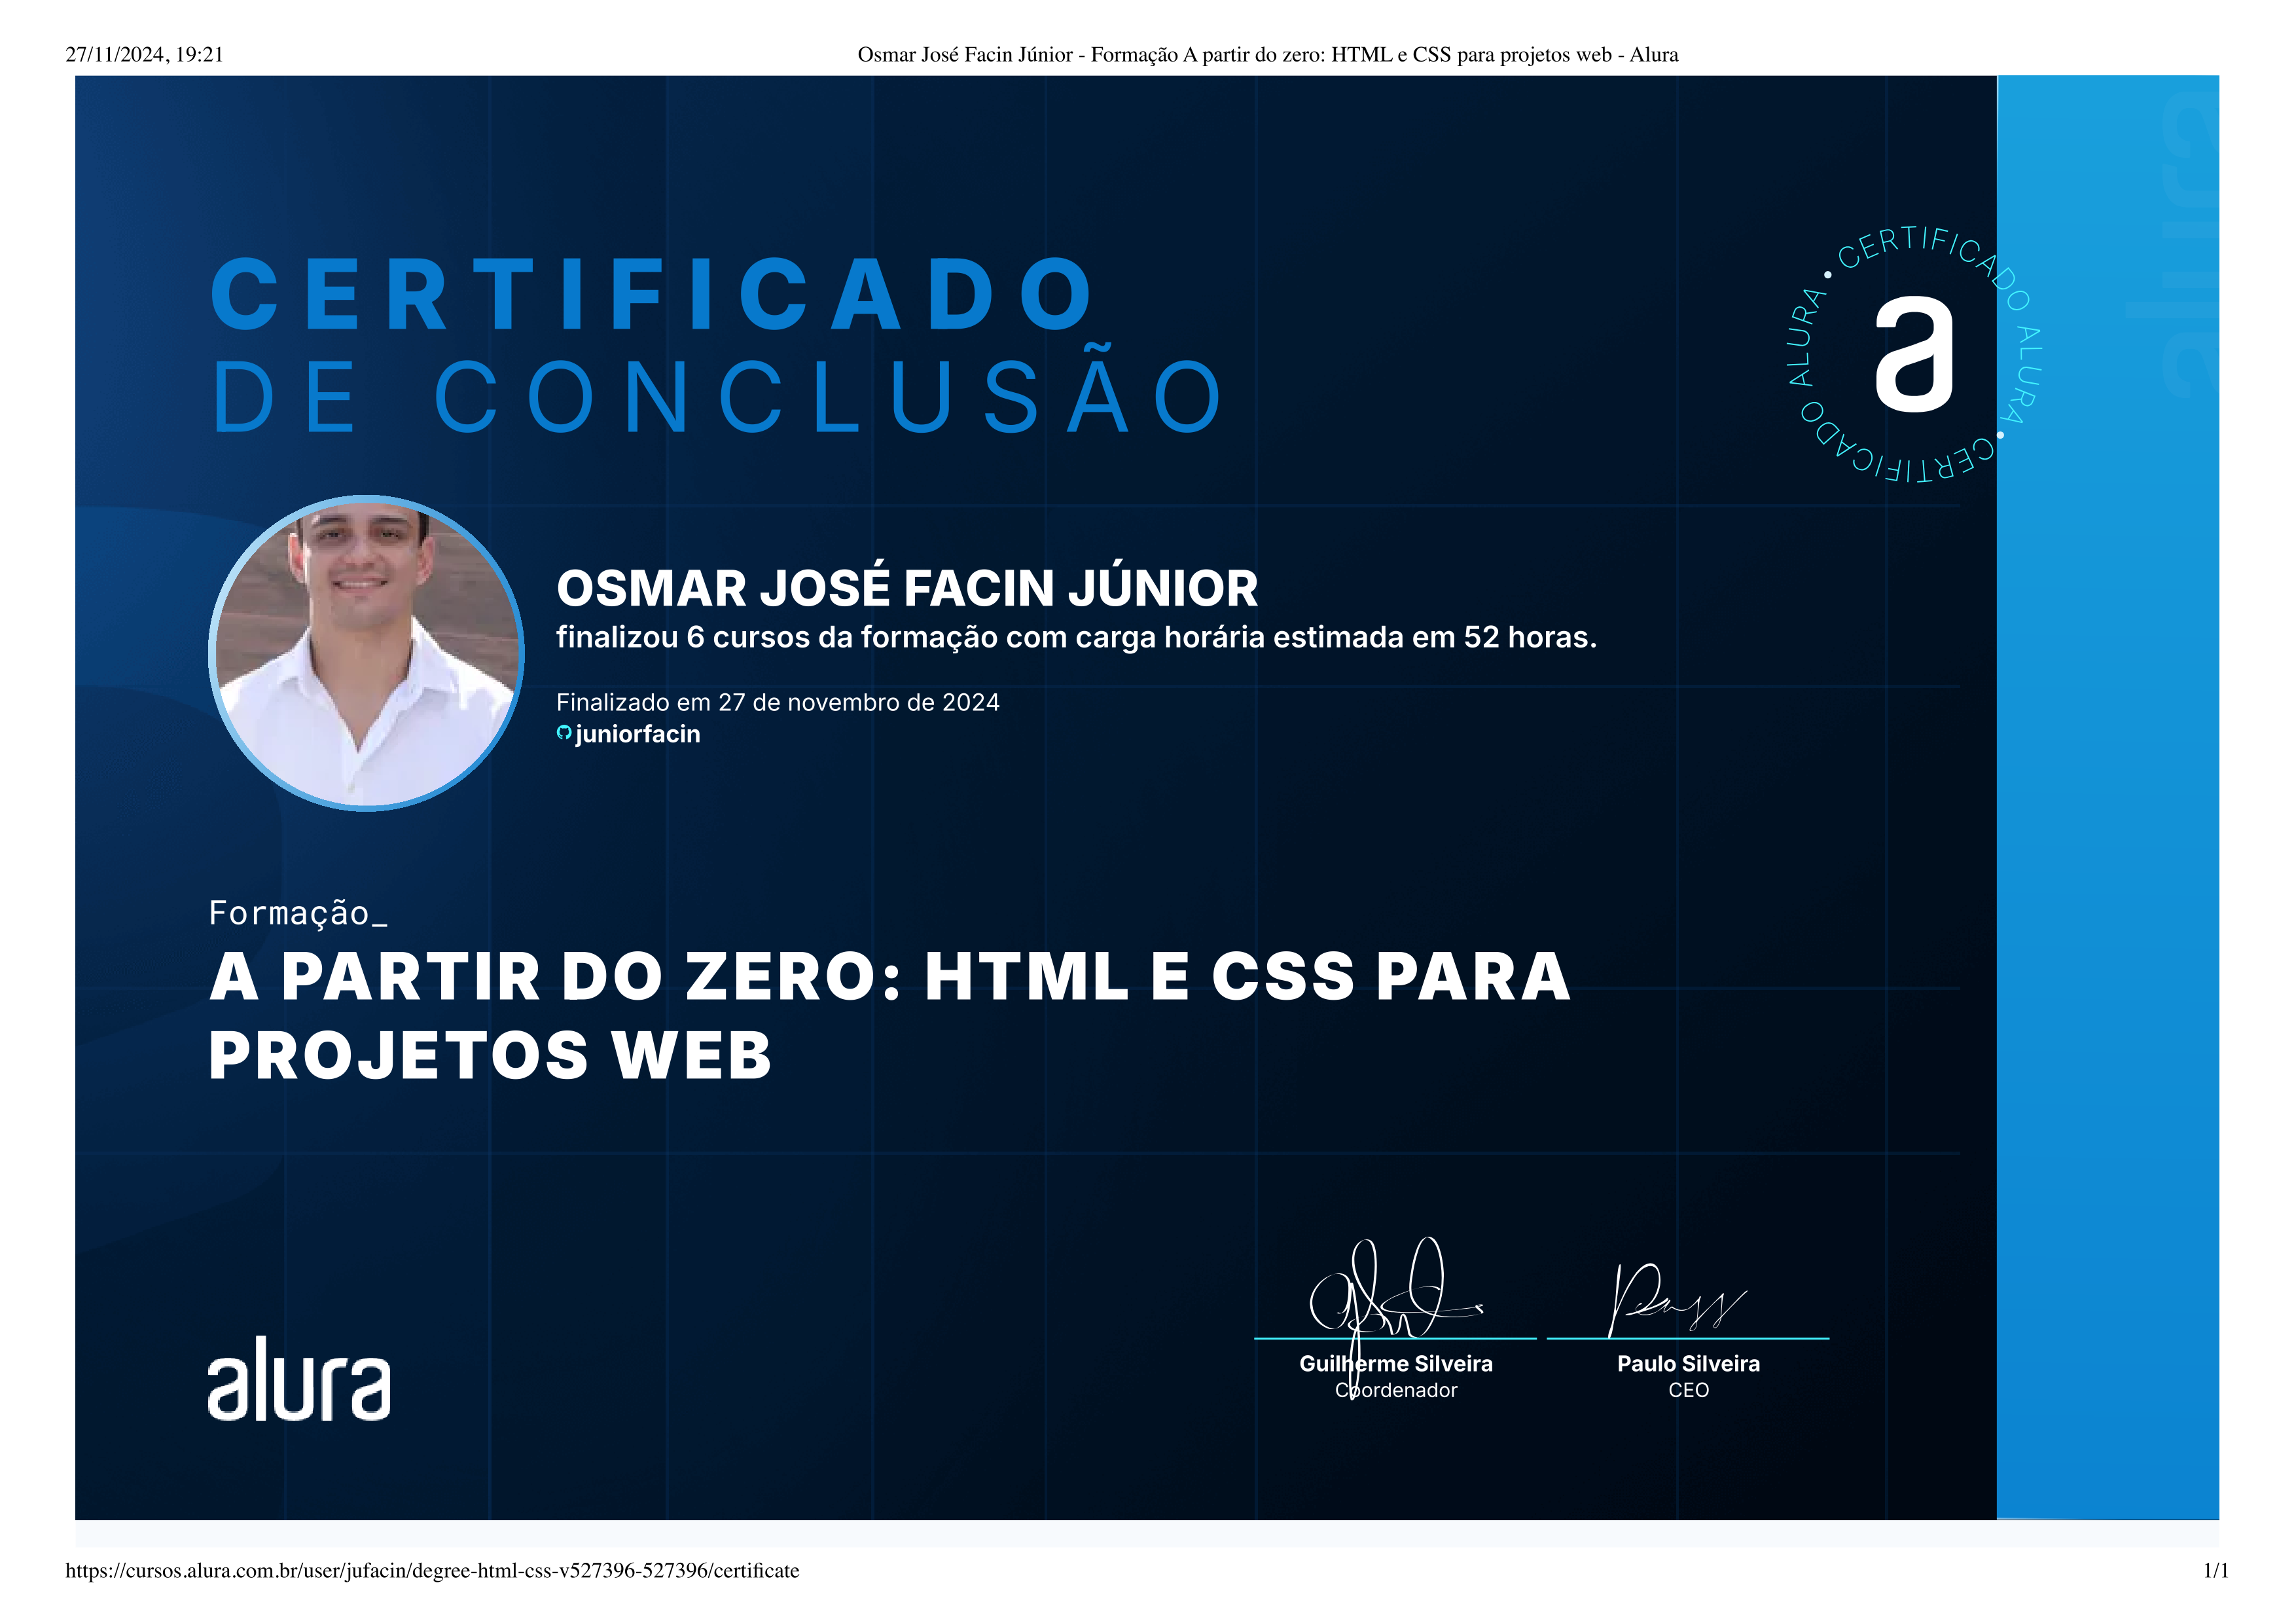 27/11/2024, 19:21
Osmar José Facin Júnior - Formação A partir do zero: HTML e CSS para projetos web - Alura
alura
CERTIFICADO
DE CONCLUSÃO
CERTIFICADO ALURA • CERTIFICADO ALURA •
a
OSMAR JOSÉ FACIN JÚNIOR
finalizou 6 cursos da formação com carga horária estimada em 52 horas.
Finalizado em 27 de novembro de 2024
juniorfacin
Formação_
A PARTIR DO ZERO: HTML E CSS PARA
PROJETOS WEB
alura
Guilherme Silveira
Coordenador
Paulo Silveira
CEO
https://cursos.alura.com.br/user/jufacin/degree-html-css-v527396-527396/certificate
1/1